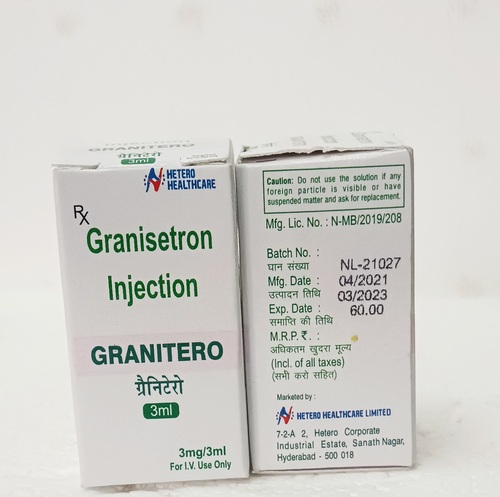 GRANITERO
ग्रैनिटेरो
3ml
HETERO
HEALTHCARE
Rx
Granisetron
Injection
GRANITERO
ग्रैनिटेरो
3ml
3mg/3ml
For I.V. Use Only
Caution: Do not use the solution if any
foreign particle is visible or have
suspended matter and ask for replacement.
Mfg. Lic. No. : N-MB/2019/208
Batch No. :
घान संख्या NL-21027
Mfg. Date : 04/2021
उत्पादन तिथि 03/2023
Exp. Date : 60.00
समाप्ति की तिथि
M.R.P. ₹. :
अधिकतम खुदरा मूल्य
(Incl. of all taxes)
(सभी करो सहित)
Marketed by :
HETERO HEALTHCARE LIMITED
7-2-A 2, Hetero Corporate
Industrial Estate, Sanath Nagar,
Hyderabad - 500 018